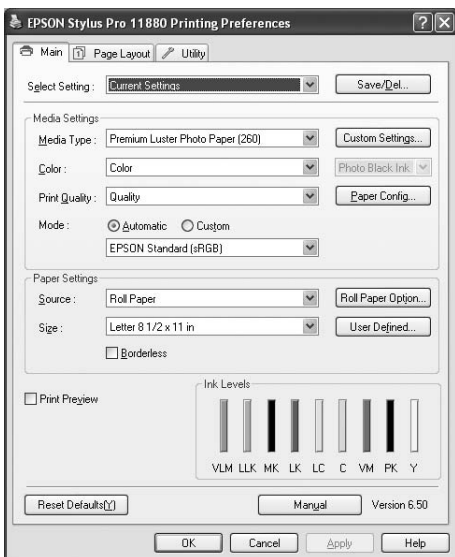 EPSON Stylus Pro 11880 Printing Preferences
Main Page Layout Utility
Select Setting : Current Settings Save/Del...
Media Settings
Media Type : Premium Luster Photo Paper (260) Custom Settings...
Color : Color Photo Black Ink
Print Quality : Quality Paper Config...
Mode : Automatic Custom
EPSON Standard (sRGB)
Paper Settings
Source : Roll Paper Roll Paper Option...
Size : Letter 8 1/2 x 11 in User Defined...
Borderless
Print Preview
Ink Levels
VLM LLK MK LK LC C VM PK Y
Reset Defaults(Y) Manual Version 6.50
OK Cancel Apply Help